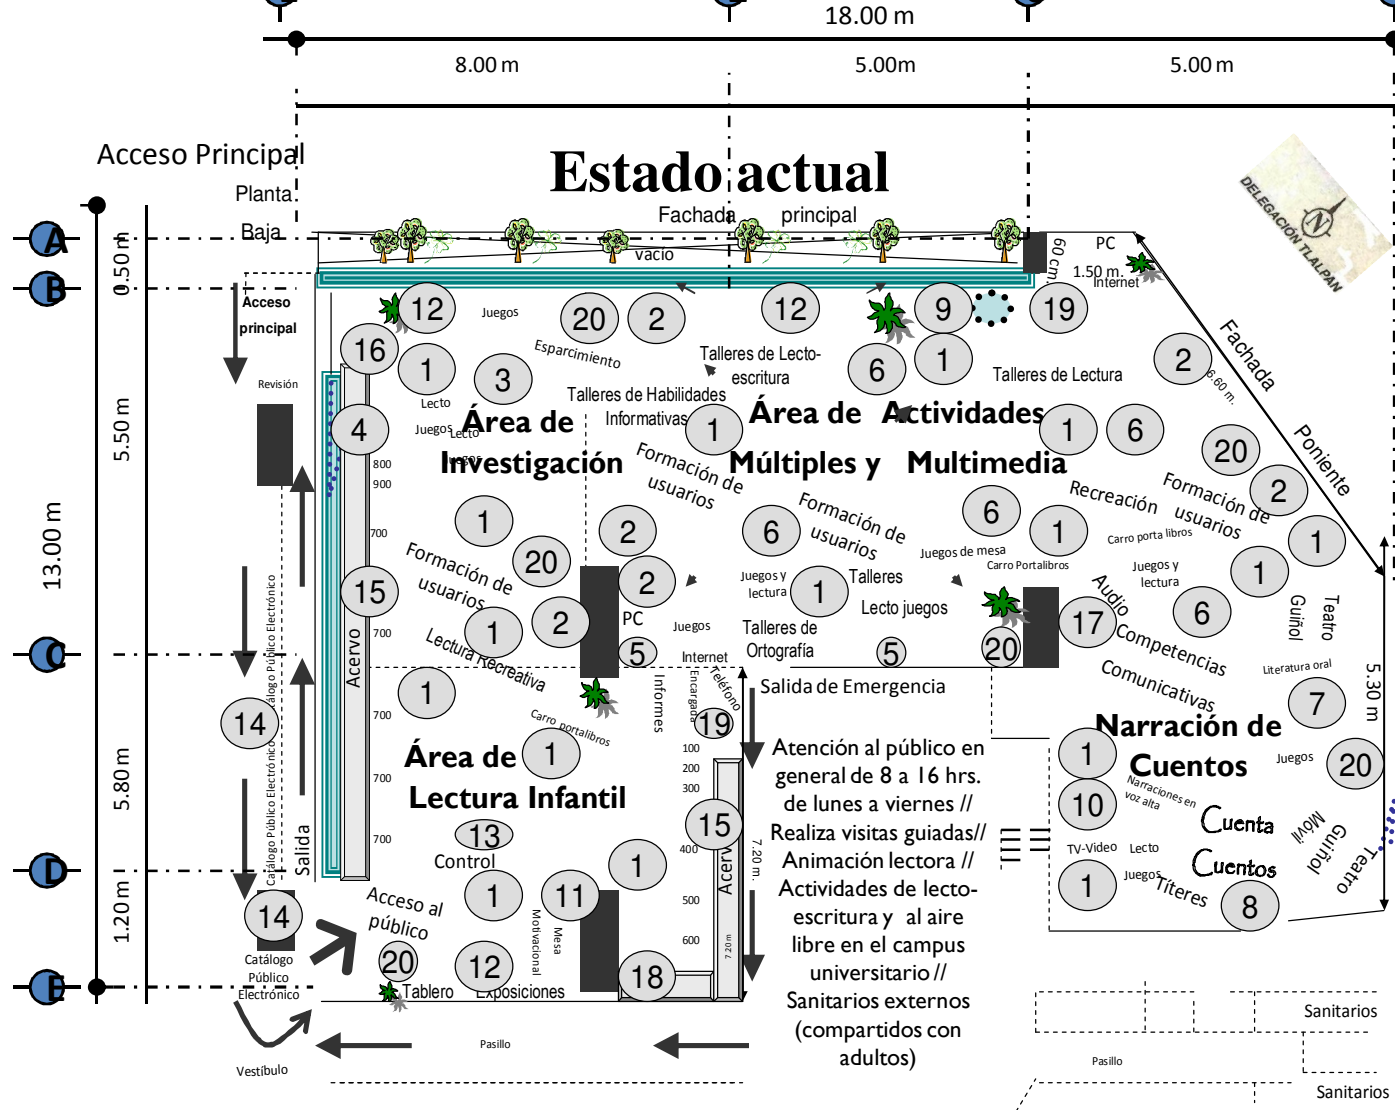 18.00 m
8.00 m
5.00m
5.00 m
Acceso Principal
Estado actual
DELEGACIÓN TLALPAN
N
Planta
Baja
Fachada principal
vacio
A
0.50 m
B
60 cm.
PC
1.50 m.
Internet
Acceso
principal
12
Juegos
20
2
12
9
19
16
1
3
Esparcimiento
Talleres de Lecto-
escritura
6
1
Talleres de Lectura
2
6.60 m.
Fachada
Poniente
Revisión
Lecto
Juegos
Lecto
Juegos
4
Talleres de Habilidades
Informativas
1
Área de
Investigación
Área de Actividades
Múltiples y Multimedia
1
6
20
2
800
900
700
5.50 m
13.00 m
1
20
2
2
2
Formación de
usuarios
Formación de
usuarios
6
Formación de
usuarios
6
Recreación
1
Formación de
usuarios
Carro porta libros
1
1
Juegos de mesa
Carro Portalibros
Juegos y
lectura
6
Juegos y
lectura
1
Talleres
Lecto juegos
Talleres de
Ortografía
5
20
17
Audio
Competencias
Comunicativas
Guiñol
Teatro
15
Acervo
700
1
PC
5
Juegos
Internet
Lectura Recreativa
C
Catálogo Público Electrónico
Catálogo Público Electrónico
Catálogo Público Electrónico
1
700
Carro portalibros
1
Informes
Encargada
Teléfono
19
Salida de Emergencia
Literatura oral
7
5.30 m
14
Área de
Lectura Infantil
700
700
100
200
300
400
500
600
15
Acervo
7.20 m.
7.20 m
Narración de
Cuentos
1
10
Juegos
20
Narraciones en
voz alta
Cuenta
Cuentos
TV-Video
Lecto
Juegos
1
Títeres
8
Móvil
Guiñol
Teatro
Atención al público en
general de 8 a 16 hrs.
de lunes a viernes //
Realiza visitas guiadas//
Animación lectora //
Actividades de lecto-
escritura y al aire
libre en el campus
universitario //
Sanitarios externos
(compartidos con
adultos)
5.80 m
Salida
13
Control
1
1
11
D
1.20 m
14
Acceso al
público
20
12
Motivacional
Mesa
18
Tablero
Exposiciones
E
Catálogo
Público
Electrónico
Vestíbulo
Pasillo
Sanitarios
Pasillo
Sanitarios